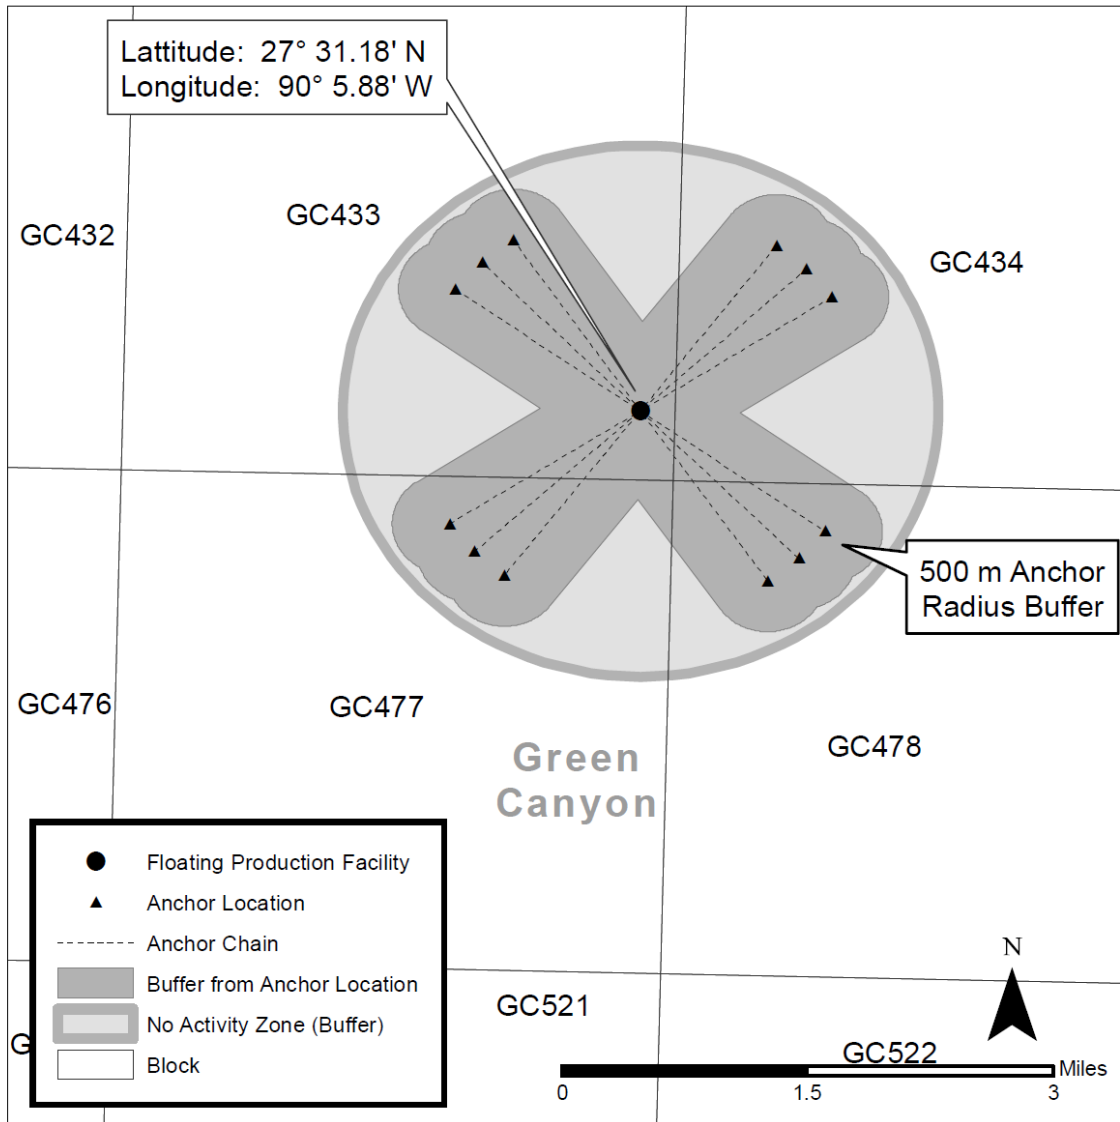 Lattitude:  27° 31.18' N
Longitude:  90° 5.88' W
GC432
GC433
GC434
500 m Anchor
Radius Buffer
GC476
GC477
GC478
Green
Canyon
Floating Production Facility
Anchor Location
Anchor Chain
Buffer from Anchor Location
No Activity Zone (Buffer)
Block
G
GC521
GC522
N
Miles
0
1.5
3